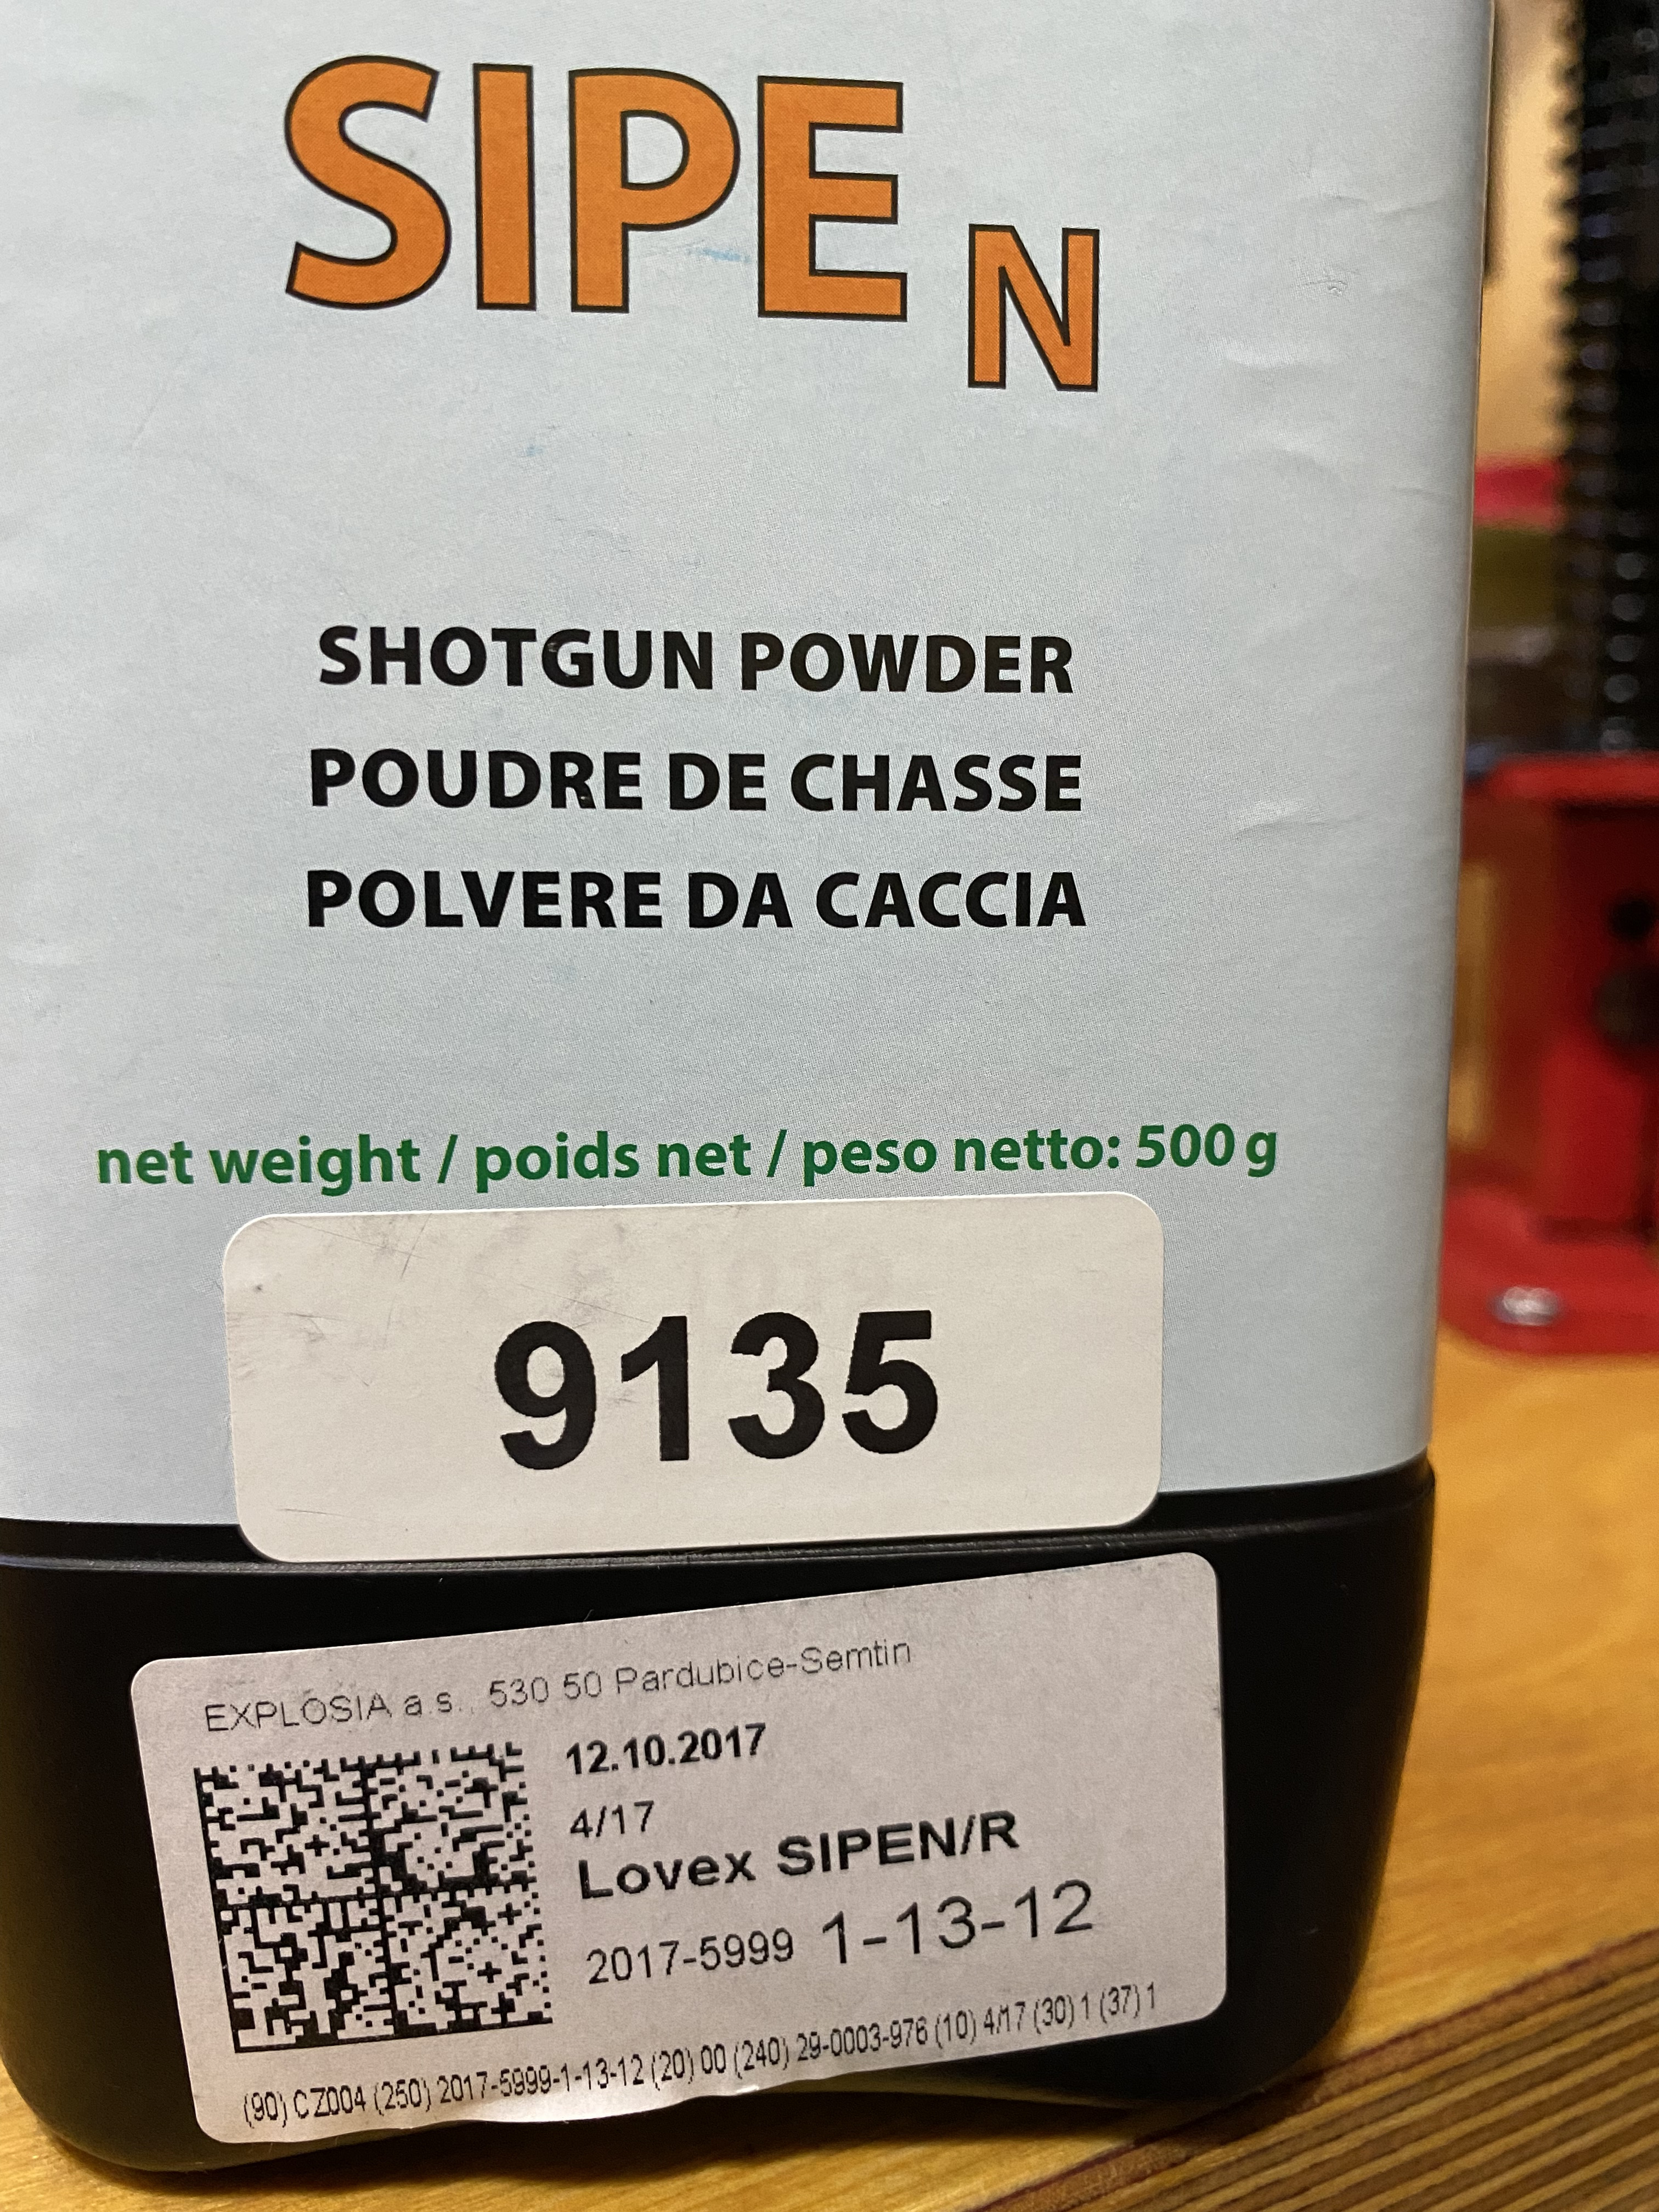 SIPE N
SHOTGUN POWDER
POUDRE DE CHASSE
POLVERE DA CACCIA
net weight / poids net / peso netto: 500 g
9135
EXPLOSIA a.s., 530 50 Pardubice-Semtin
12.10.2017
4/17
Lovex SIPEN/R
2017-5999 1-13-12
(90) CZ004 (250) 2017-5999-1-13-12 (20) 00 (240) 29-0003-976 (10) 4/17 (30) 1 (37) 1